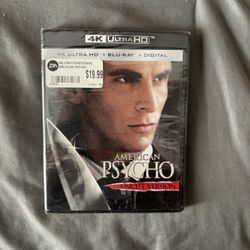 4K ULTRA HD
4K ULTRA HD + BLU-RAY + DIGITAL
$19.99
AMERICAN
PSYCHO
UNCUT VERSION